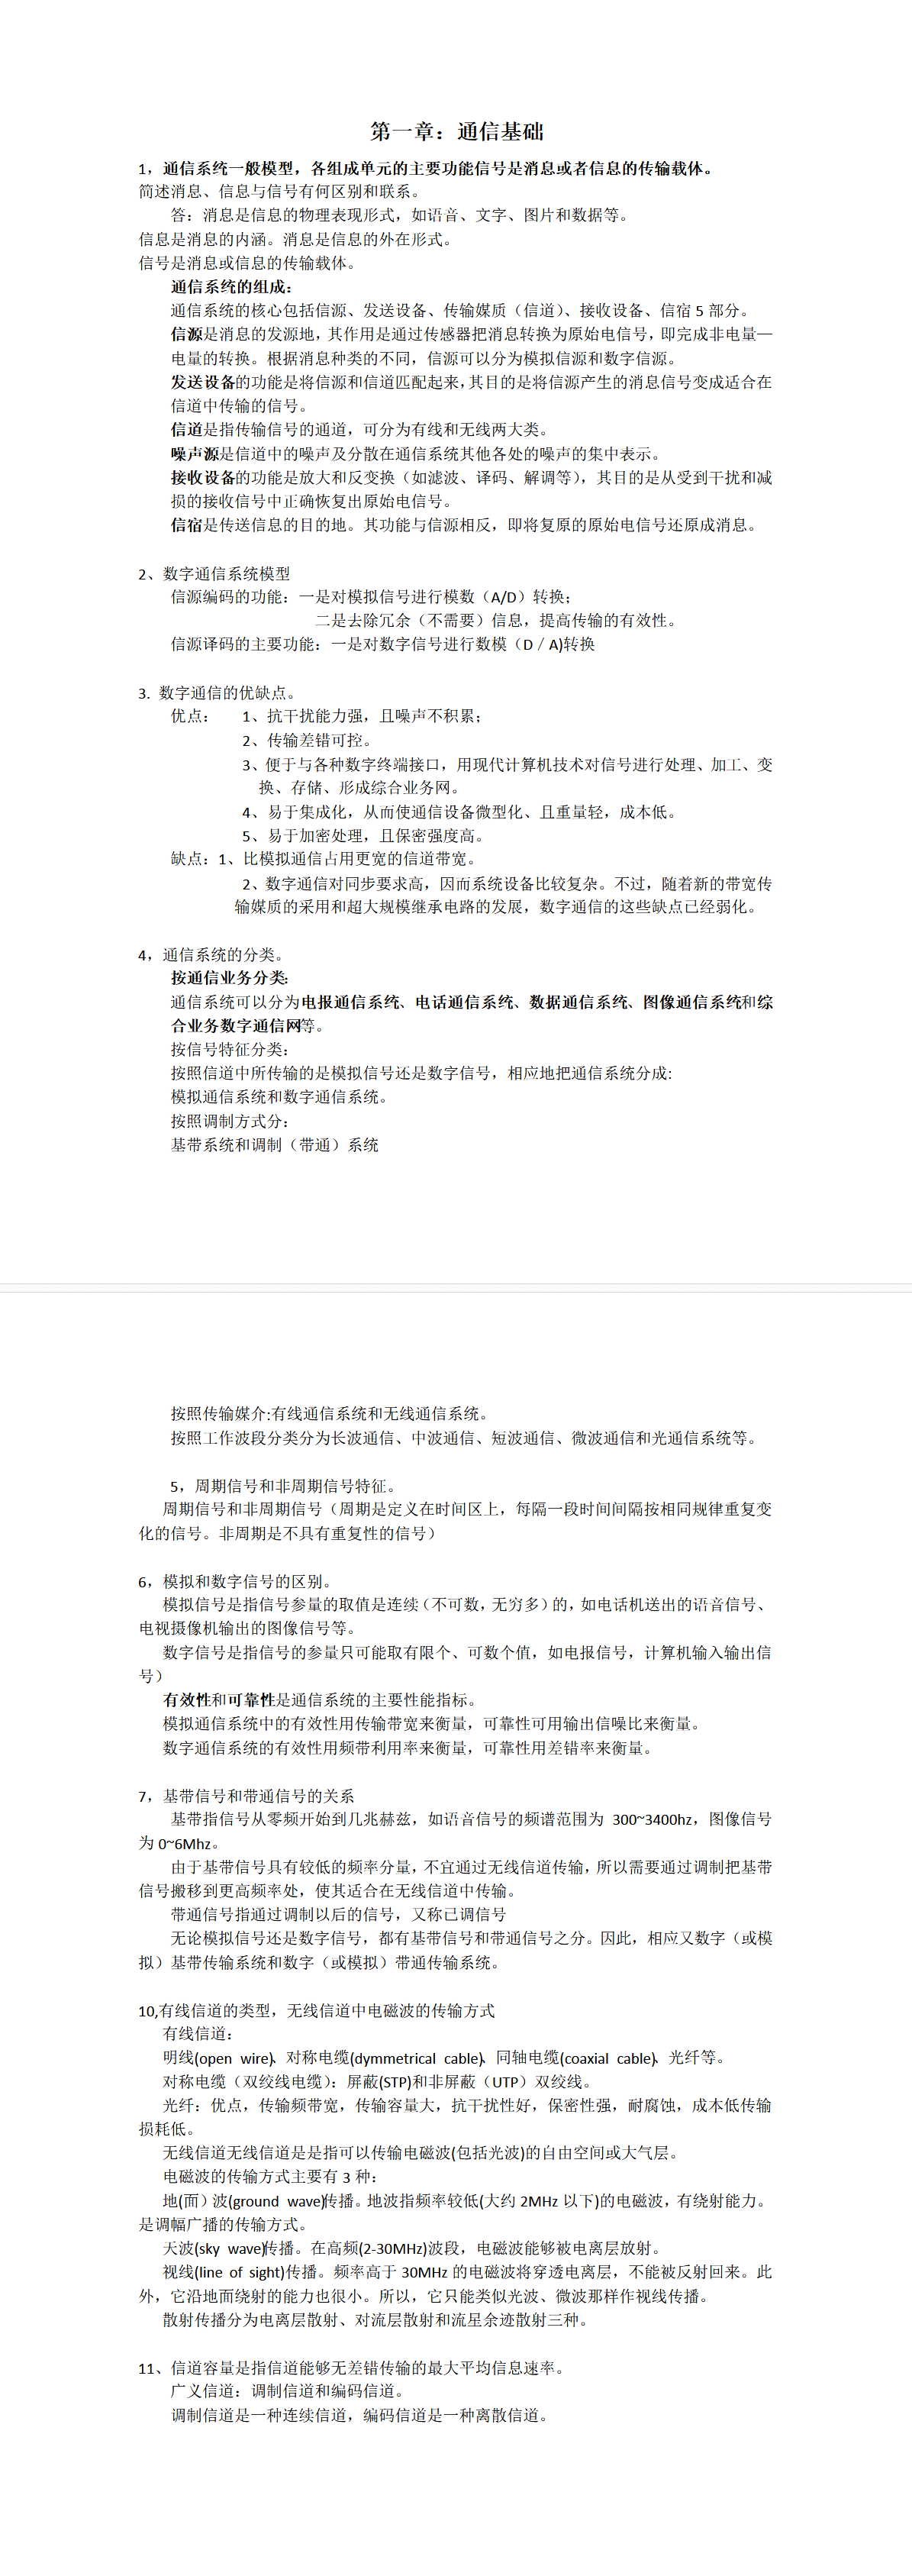 第一章：通信基础
1，通信系统一般模型，各组成单元的主要功能信号是消息或者信息的传输载体。
简述消息、信息与信号有何区别和联系。
答：消息是信息的物理表现形式，如语音、文字、图片和数据等。
信息是消息的内涵。消息是信息的外在形式。
信号是消息或信息的传输载体。
通信系统的组成：
通信系统的核心包括信源、发送设备、传输媒质（信道）、接收设备、信宿 5 部分。
信源是消息的发源地，其作用是通过传感器把消息转换为原始电信号，即完成非电量—
电量的转换。根据消息种类的不同，信源可以分为模拟信源和数字信源。
发送设备的功能是将信源和信道匹配起来，其目的是将信源产生的消息信号变成适合在
信道中传输的信号。
信道是指传输信号的通道，可分为有线和无线两大类。
噪声源是信道中的噪声及分散在通信系统其他各处的噪声的集中表示。
接收设备的功能是放大和反变换（如滤波、译码、解调等），其目的是从受到干扰和减
损的接收信号中正确恢复出原始电信号。
信宿是传送信息的目的地。其功能与信源相反，即将复原的原始电信号还原成消息。
2、数字通信系统模型
信源编码的功能：一是对模拟信号进行模数（A/D）转换；
二是去除冗余（不需要）信息，提高传输的有效性。
信源译码的主要功能：一是对数字信号进行数模（D／A)转换
3. 数字通信的优缺点。
优点： 1、抗干扰能力强，且噪声不积累；
2、传输差错可控。
3、便于与各种数字终端接口，用现代计算机技术对信号进行处理、加工、变
换、存储、形成综合业务网。
4、易于集成化，从而使通信设备微型化、且重量轻，成本低。
5、易于加密处理，且保密强度高。
缺点：1、比模拟通信占用更宽的信道带宽。
2、数字通信对同步要求高，因而系统设备比较复杂。不过，随着新的带宽传
输媒质的采用和超大规模继承电路的发展，数字通信的这些缺点已经弱化。
4，通信系统的分类。
按通信业务分类：
通信系统可以分为电报通信系统、电话通信系统、数据通信系统、图像通信系统和综
合业务数字通信网等。
按信号特征分类：
按照信道中所传输的是模拟信号还是数字信号，相应地把通信系统分成:
模拟通信系统和数字通信系统。
按照调制方式分：
基带系统和调制（带通）系统
按照传输媒介:有线通信系统和无线通信系统。
按照工作波段分类分为长波通信、中波通信、短波通信、微波通信和光通信系统等。
5，周期信号和非周期信号特征。
周期信号和非周期信号（周期是定义在时间区上，每隔一段时间间隔按相同规律重复变
化的信号。非周期是不具有重复性的信号）
6，模拟和数字信号的区别。
模拟信号是指信号参量的取值是连续（不可数，无穷多）的，如电话机送出的语音信号、
电视摄像机输出的图像信号等。
数字信号是指信号的参量只可能取有限个、可数个值，如电报信号，计算机输入输出信
号）
有效性和可靠性是通信系统的主要性能指标。
模拟通信系统中的有效性用传输带宽来衡量，可靠性可用输出信噪比来衡量。
数字通信系统的有效性用频带利用率来衡量，可靠性用差错率来衡量。
7，基带信号和带通信号的关系
基带指信号从零频开始到几兆赫兹，如语音信号的频谱范围为 300~3400hz，图像信号
为 0~6Mhz。
由于基带信号具有较低的频率分量，不宜通过无线信道传输，所以需要通过调制把基带
信号搬移到更高频率处，使其适合在无线信道中传输。
带通信号指通过调制以后的信号，又称已调信号
无论模拟信号还是数字信号，都有基带信号和带通信号之分。因此，相应又数字（或模
拟）基带传输系统和数字（或模拟）带通传输系统。
10,有线信道的类型，无线信道中电磁波的传输方式
有线信道：
明线(open wire)、对称电缆(dymmetrical cable)、同轴电缆(coaxial cable)、光纤等。
对称电缆（双绞线电缆）：屏蔽(STP)和非屏蔽（UTP）双绞线。
光纤：优点，传输频带宽，传输容量大，抗干扰性好，保密性强，耐腐蚀，成本低传输
损耗低。
无线信道无线信道是是指可以传输电磁波(包括光波)的自由空间或大气层。
电磁波的传输方式主要有 3 种：
地(面）波(ground wave)传播。地波指频率较低(大约 2MHz 以下)的电磁波，有绕射能力。
是调幅广播的传输方式。
天波(sky wave)传播。在高频(2-30MHz)波段，电磁波能够被电离层放射。
视线(line of sight)传播。频率高于 30MHz 的电磁波将穿透电离层，不能被反射回来。此
外，它沿地面绕射的能力也很小。所以，它只能类似光波、微波那样作视线传播。
散射传播分为电离层散射、对流层散射和流星余迹散射三种。
11、信道容量是指信道能够无差错传输的最大平均信息速率。
广义信道：调制信道和编码信道。
调制信道是一种连续信道，编码信道是一种离散信道。